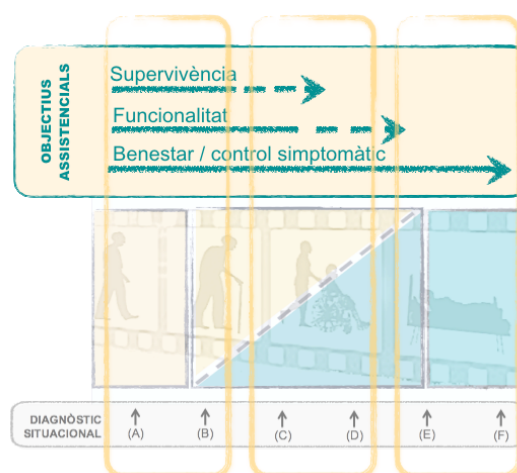 OBJECTIUS
ASSISTENCIALS
Supervivència
Funcionalitat
Benestar / control simptomàtic
DIAGNÒSTIC
SITUACIONAL
(A) (B) (C) (D) (E) (F)